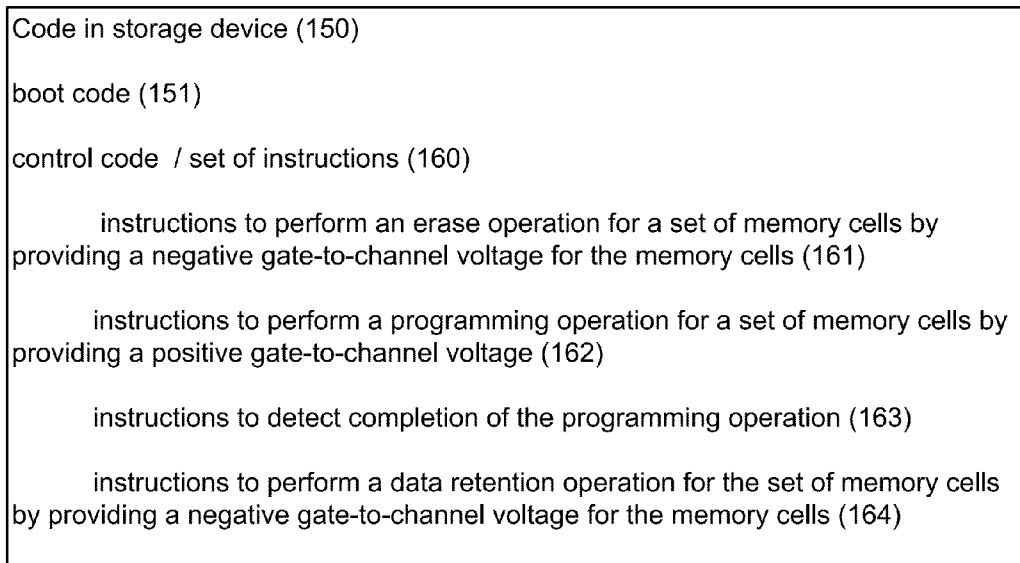 Code in storage device (150)
boot code (151)
control code / set of instructions (160)
instructions to perform an erase operation for a set of memory cells by
providing a negative gate-to-channel voltage for the memory cells (161)
instructions to perform a programming operation for a set of memory cells by
providing a positive gate-to-channel voltage (162)
instructions to detect completion of the programming operation (163)
instructions to perform a data retention operation for the set of memory cells
by providing a negative gate-to-channel voltage for the memory cells (164)